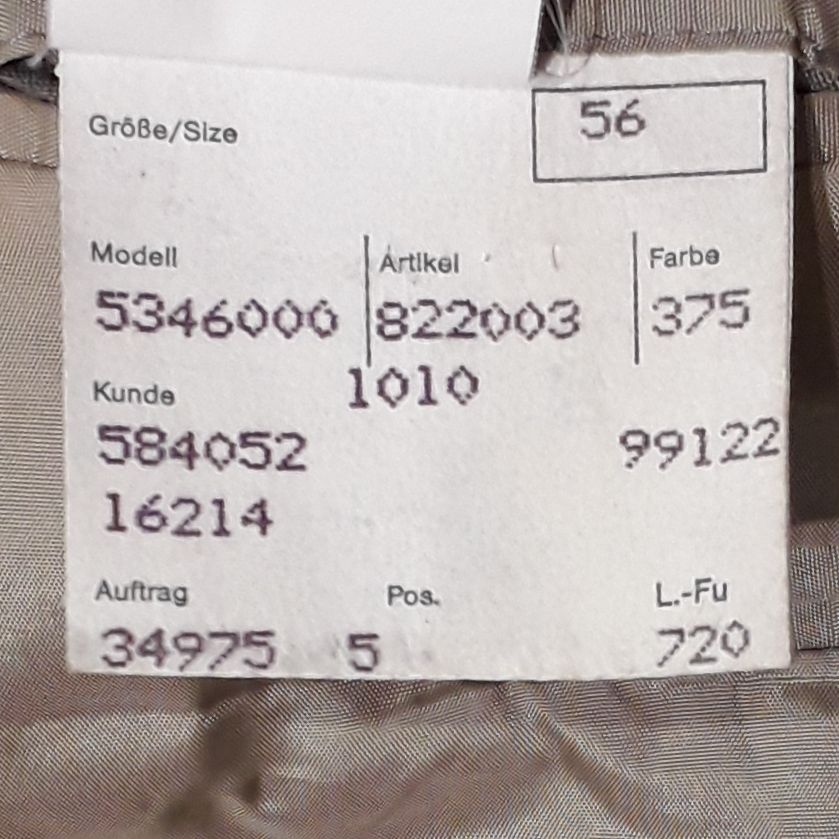 Größe/Size 56
Modell Artikel Farbe
5346000 822003 375
Kunde 1010
584052 99122
16214
Auftrag Pos. L.-Fu
34975 5 720